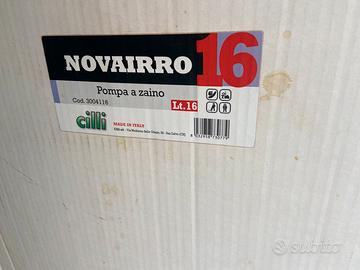 NOVAIRRO 16
Pompa a zaino
Cod. 3004116
Lt.16
cilli
MADE IN ITALY
subito